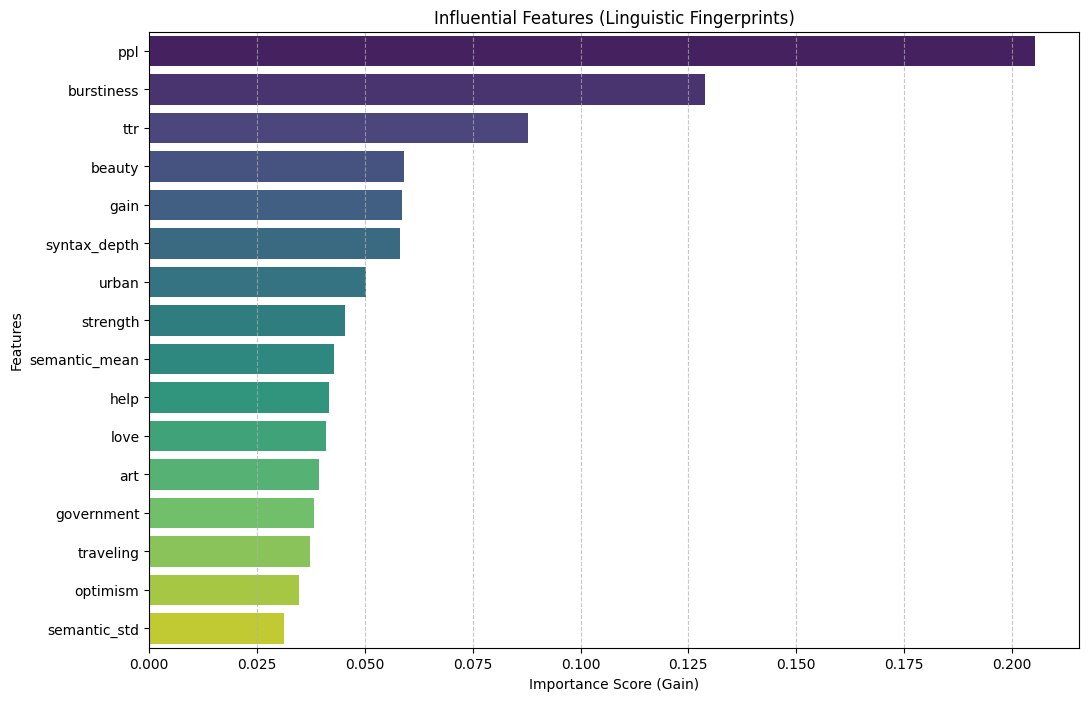 Influential Features (Linguistic Fingerprints)
Features
ppl
burstiness
ttr
beauty
gain
syntax_depth
urban
strength
semantic_mean
help
love
art
government
traveling
optimism
semantic_std
0.000 0.025 0.050 0.075 0.100 0.125 0.150 0.175 0.200
Importance Score (Gain)